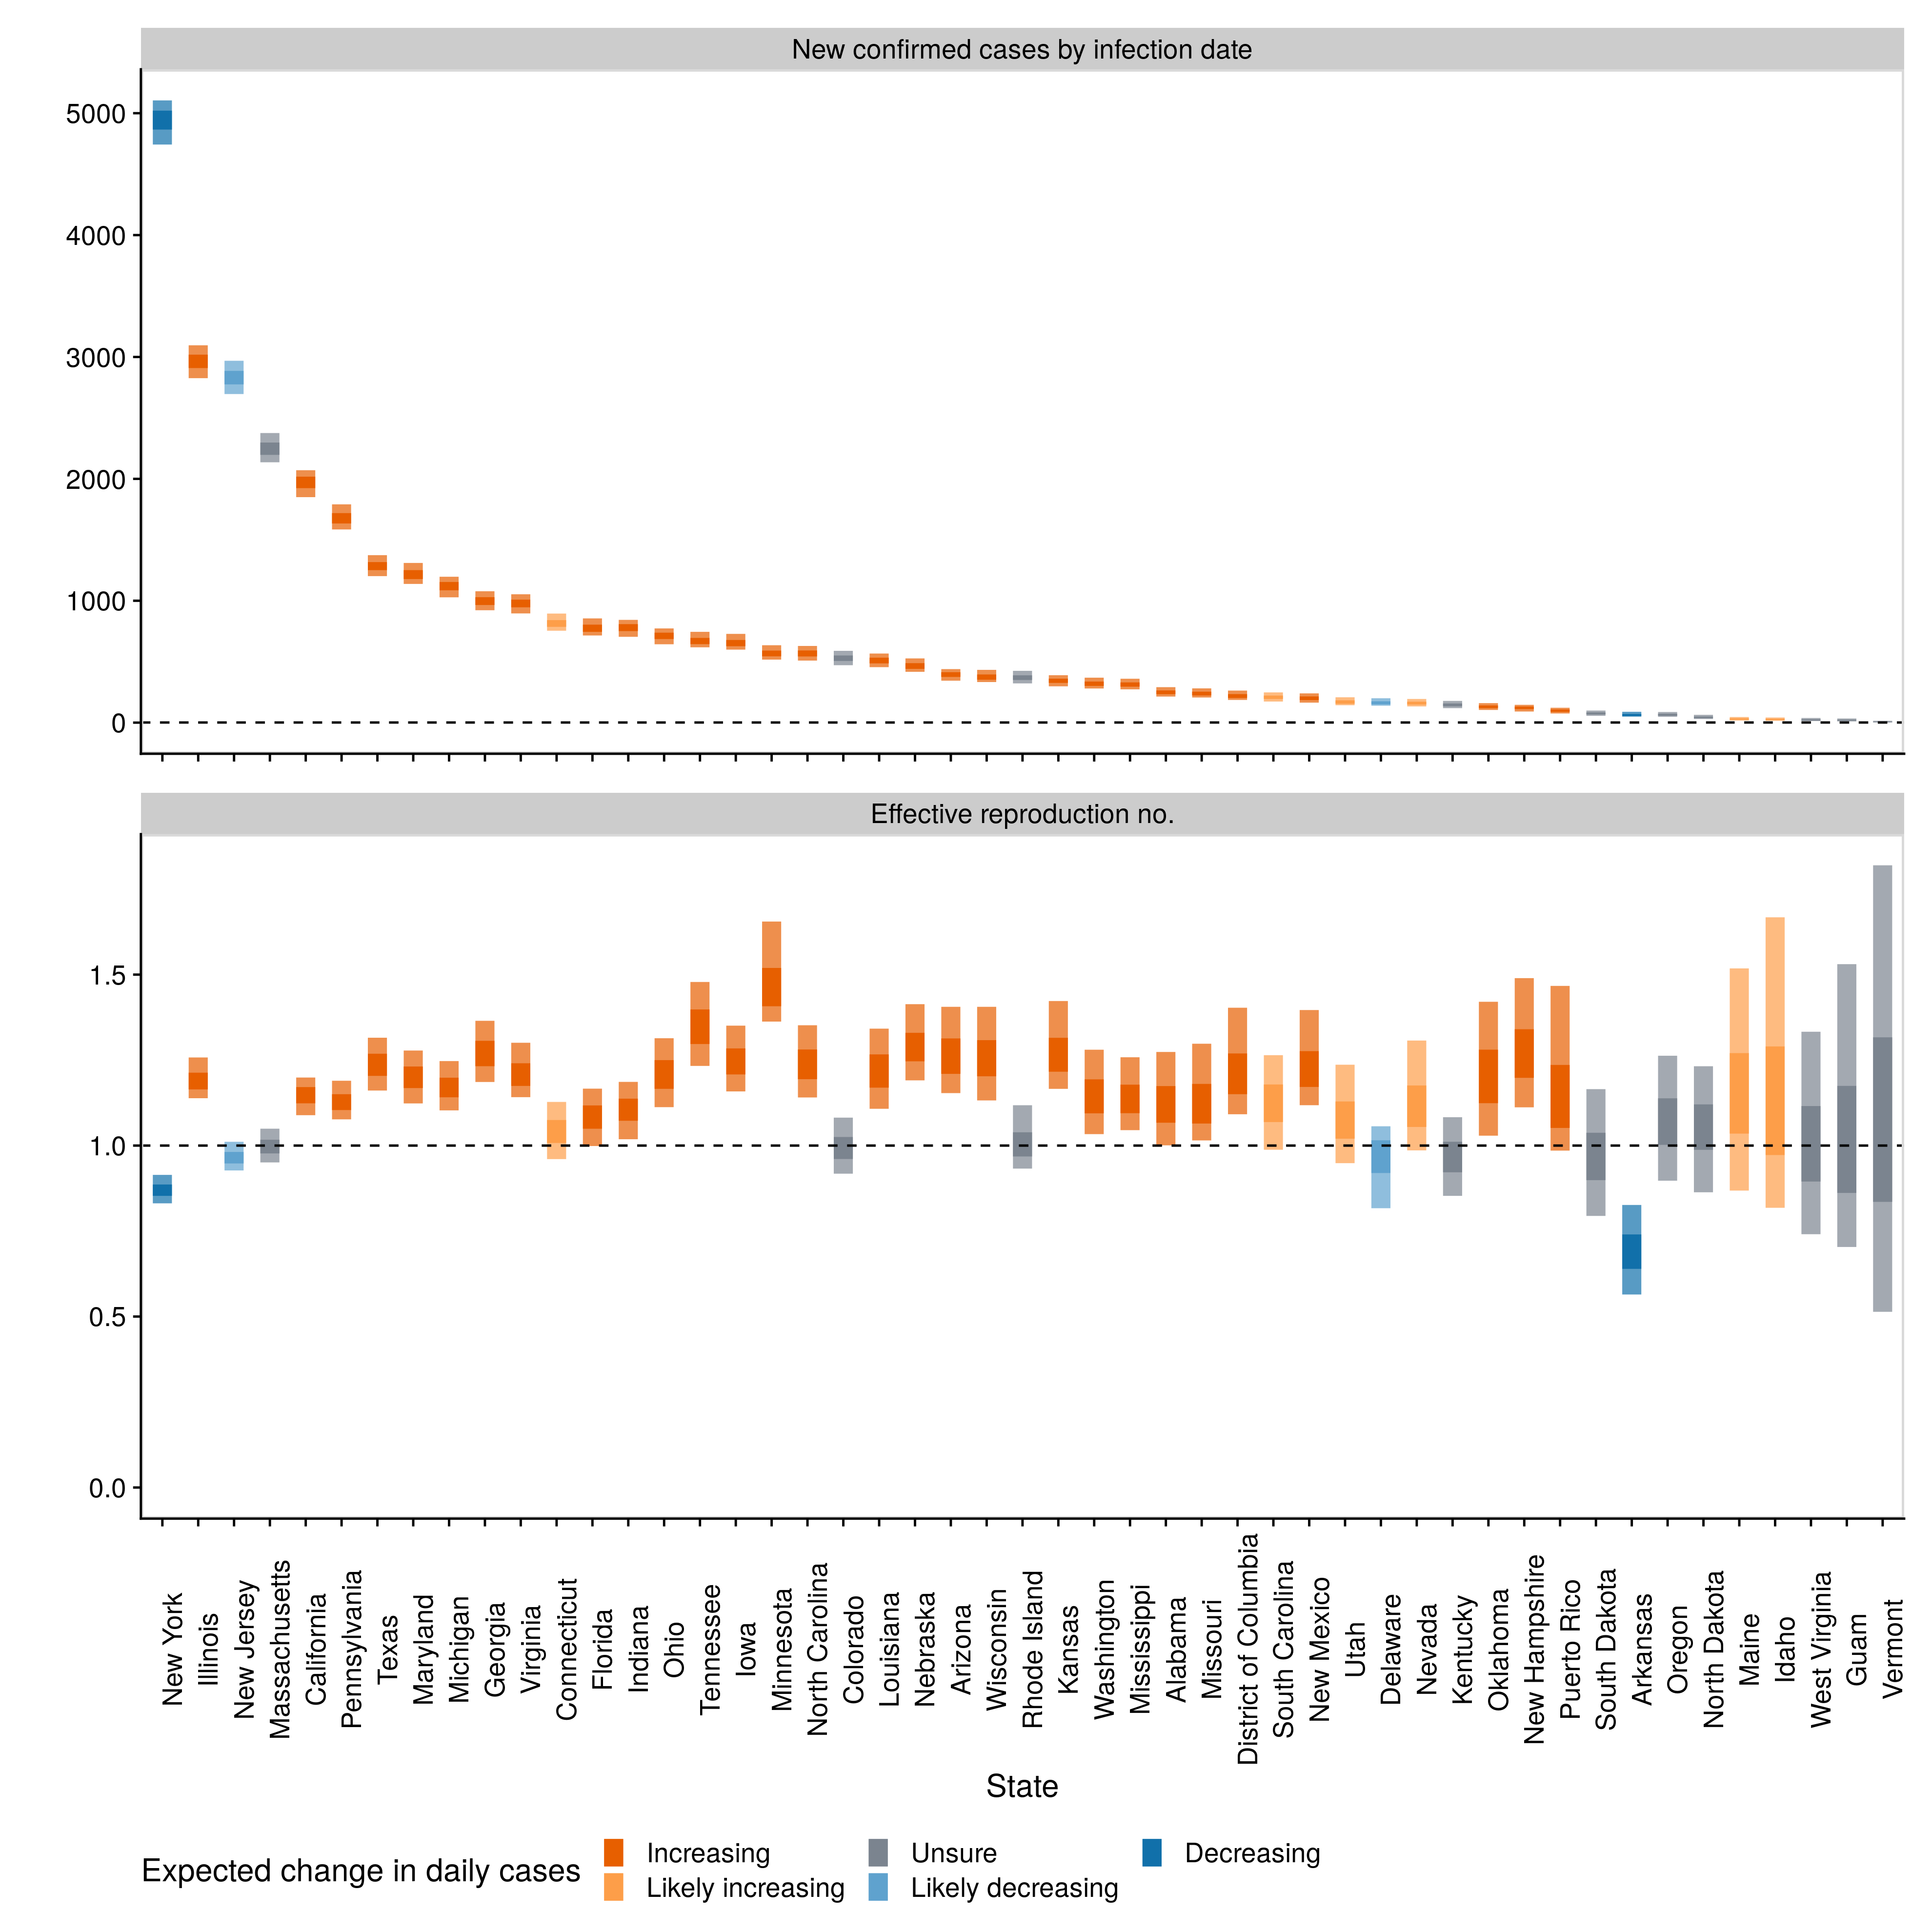 New confirmed cases by infection date
5000
4000
3000
2000
1000
0
Effective reproduction no.
1.5
1.0
0.5
0.0
New York
Illinois
New Jersey
Massachusetts
California
Pennsylvania
Texas
Maryland
Michigan
Georgia
Virginia
Connecticut
Florida
Indiana
Ohio
Tennessee
Iowa
Minnesota
North Carolina
Colorado
Louisiana
Nebraska
Arizona
Wisconsin
Rhode Island
Kansas
Washington
Mississippi
Alabama
Missouri
District of Columbia
South Carolina
New Mexico
Utah
Delaware
Nevada
Kentucky
Oklahoma
New Hampshire
Puerto Rico
South Dakota
Arkansas
Oregon
North Dakota
Maine
Idaho
West Virginia
Guam
Vermont
State
Expected change in daily cases
Increasing
Likely increasing
Unsure
Likely decreasing
Decreasing